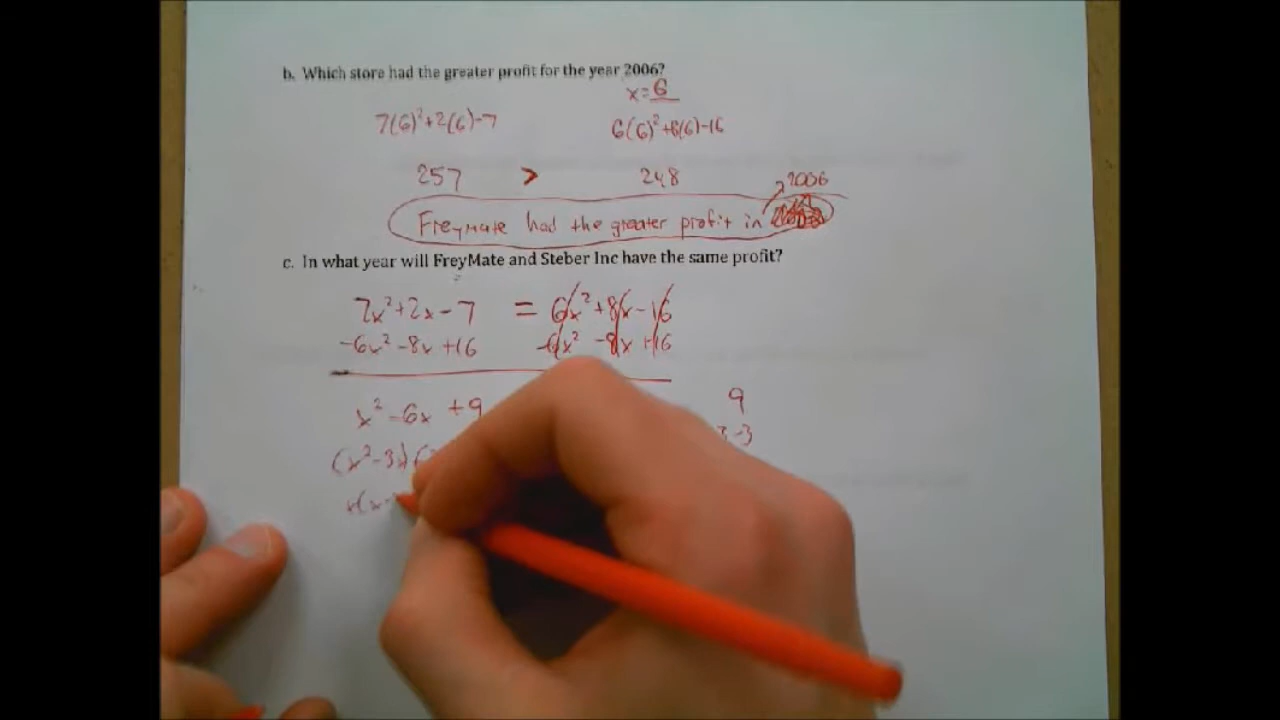 b. Which store had the greater profit for the year 2006?
x=6
7(6)²+2(6)-7 6(6)²+8(6)-16
257 > 248
2006
FreyMate had the greater profit in
c. In what year will FreyMate and Steber Inc have the same profit?
7x²+2x-7 = 6x²+8x-16
-6x²-8x+16 -6x² -8x +16
x²-6x +9 9
(x²-3x) -3
x(x-